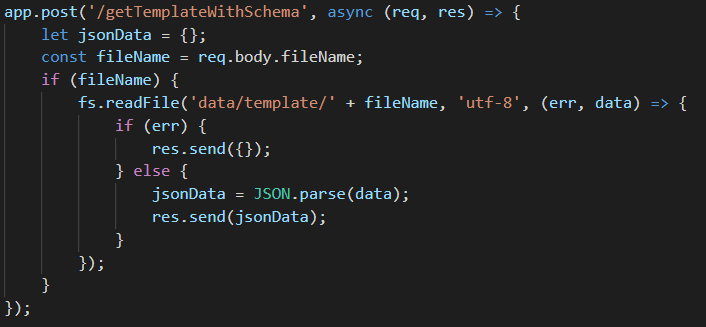 app.post('/getTemplateWithSchema', async (req, res) => {
    let jsonData = {};
    const fileName = req.body.fileName;
    if (fileName) {
        fs.readFile('data/template/' + fileName, 'utf-8', (err, data) => {
            if (err) {
                res.send({});
            } else {
                jsonData = JSON.parse(data);
                res.send(jsonData);
            }
        });
    }
});